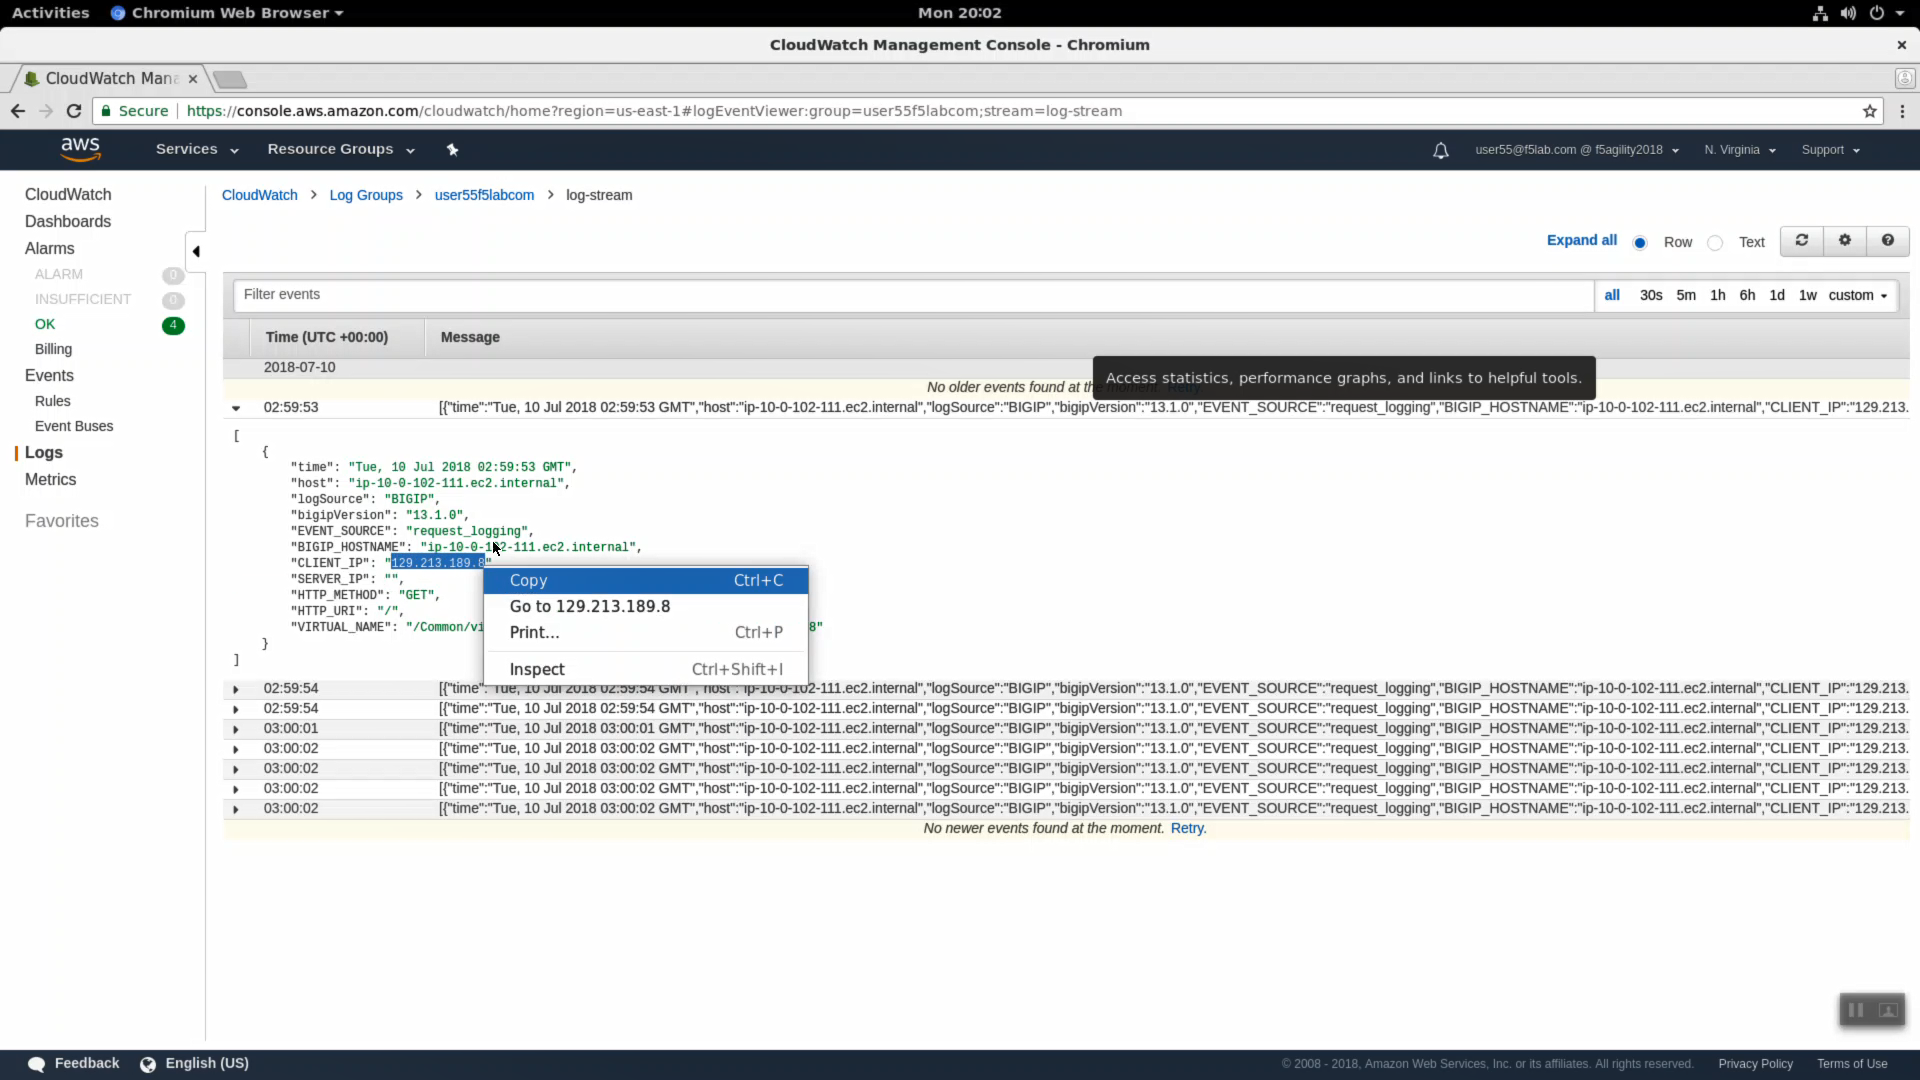 Activities Chromium Web Browser Mon 20:02
CloudWatch Management Console - Chromium
CloudWatch Mana
Secure https://console.aws.amazon.com/cloudwatch/home?region=us-east-1#logEventViewer:group=user55f5labcom;stream=log-stream
aws Services Resource Groups user55@f5lab.com @ f5agility2018 N. Virginia Support
CloudWatch
Dashboards
Alarms
ALARM 0
INSUFFICIENT 0
OK 4
Billing
Events
Rules
Event Buses
Logs
Metrics
Favorites
CloudWatch > Log Groups > user55f5labcom > log-stream
Expand all Row Text
Filter events all 30s 5m 1h 6h 1d 1w custom
Time (UTC +00:00) Message
2018-07-10
No older events found at the moment. Retry.
Access statistics, performance graphs, and links to helpful tools.
02:59:53 [{"time":"Tue, 10 Jul 2018 02:59:53 GMT","host":"ip-10-0-102-111.ec2.internal","logSource":"BIGIP","bigipVersion":"13.1.0","EVENT_SOURCE":"request_logging","BIGIP_HOSTNAME":"ip-10-0-102-111.ec2.internal","CLIENT_IP":"129.213.
[
{
"time": "Tue, 10 Jul 2018 02:59:53 GMT",
"host": "ip-10-0-102-111.ec2.internal",
"logSource": "BIGIP",
"bigipVersion": "13.1.0",
"EVENT_SOURCE": "request_logging",
"BIGIP_HOSTNAME": "ip-10-0-102-111.ec2.internal",
"CLIENT_IP": "129.213.189.8"
"SERVER_IP": "",
"HTTP_METHOD": "GET",
"HTTP_URI": "/",
"VIRTUAL_NAME": "/Common/vi 8"
}
]
Copy Ctrl+C
Go to 129.213.189.8
Print... Ctrl+P
Inspect Ctrl+Shift+I
02:59:54 [{"time":"Tue, 10 Jul 2018 02:59:54 GMT","host":"ip-10-0-102-111.ec2.internal","logSource":"BIGIP","bigipVersion":"13.1.0","EVENT_SOURCE":"request_logging","BIGIP_HOSTNAME":"ip-10-0-102-111.ec2.internal","CLIENT_IP":"129.213.
02:59:54 [{"time":"Tue, 10 Jul 2018 02:59:54 GMT","host":"ip-10-0-102-111.ec2.internal","logSource":"BIGIP","bigipVersion":"13.1.0","EVENT_SOURCE":"request_logging","BIGIP_HOSTNAME":"ip-10-0-102-111.ec2.internal","CLIENT_IP":"129.213.
03:00:01 [{"time":"Tue, 10 Jul 2018 03:00:01 GMT","host":"ip-10-0-102-111.ec2.internal","logSource":"BIGIP","bigipVersion":"13.1.0","EVENT_SOURCE":"request_logging","BIGIP_HOSTNAME":"ip-10-0-102-111.ec2.internal","CLIENT_IP":"129.213.
03:00:02 [{"time":"Tue, 10 Jul 2018 03:00:02 GMT","host":"ip-10-0-102-111.ec2.internal","logSource":"BIGIP","bigipVersion":"13.1.0","EVENT_SOURCE":"request_logging","BIGIP_HOSTNAME":"ip-10-0-102-111.ec2.internal","CLIENT_IP":"129.213.
03:00:02 [{"time":"Tue, 10 Jul 2018 03:00:02 GMT","host":"ip-10-0-102-111.ec2.internal","logSource":"BIGIP","bigipVersion":"13.1.0","EVENT_SOURCE":"request_logging","BIGIP_HOSTNAME":"ip-10-0-102-111.ec2.internal","CLIENT_IP":"129.213.
03:00:02 [{"time":"Tue, 10 Jul 2018 03:00:02 GMT","host":"ip-10-0-102-111.ec2.internal","logSource":"BIGIP","bigipVersion":"13.1.0","EVENT_SOURCE":"request_logging","BIGIP_HOSTNAME":"ip-10-0-102-111.ec2.internal","CLIENT_IP":"129.213.
03:00:02 [{"time":"Tue, 10 Jul 2018 03:00:02 GMT","host":"ip-10-0-102-111.ec2.internal","logSource":"BIGIP","bigipVersion":"13.1.0","EVENT_SOURCE":"request_logging","BIGIP_HOSTNAME":"ip-10-0-102-111.ec2.internal","CLIENT_IP":"129.213.
No newer events found at the moment. Retry.
Feedback English (US) © 2008 - 2018, Amazon Web Services, Inc. or its affiliates. All rights reserved. Privacy Policy Terms of Use